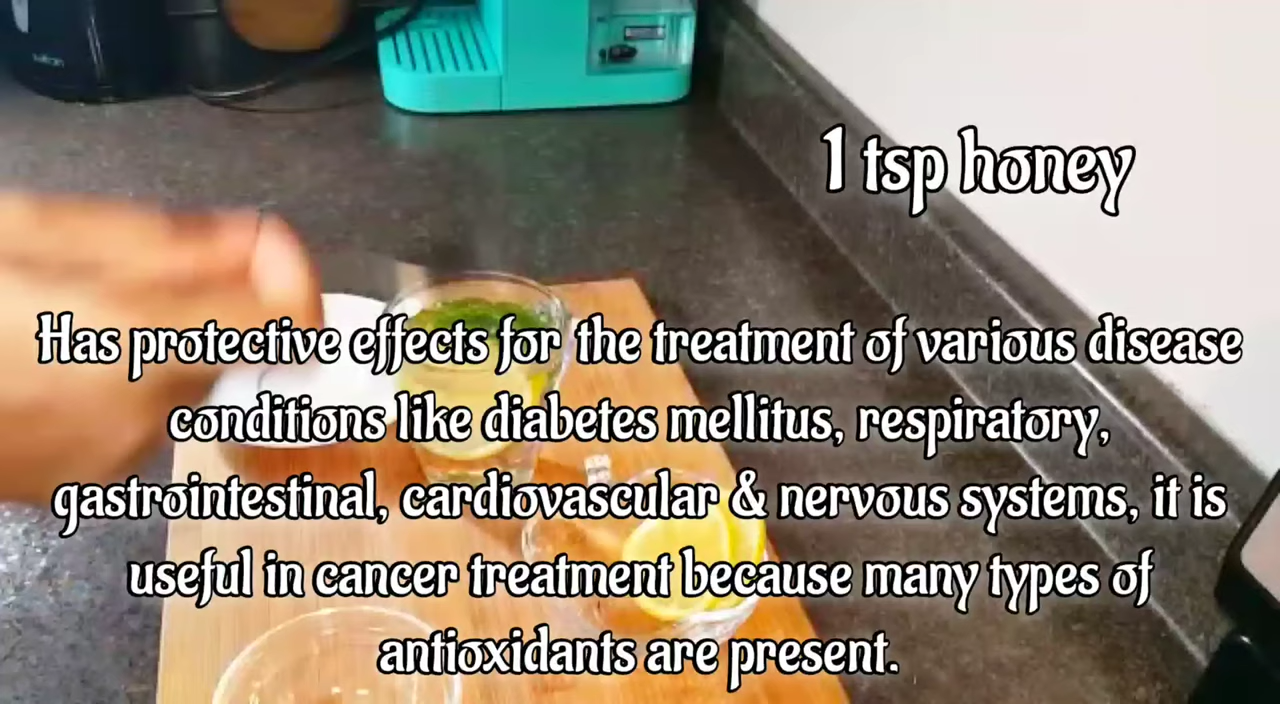 1 tsp honey
Has protective effects for the treatment of various disease
conditions like diabetes mellitus, respiratory,
gastrointestinal, cardiovascular & nervous systems, it is
useful in cancer treatment because many types of
antioxidants are present.